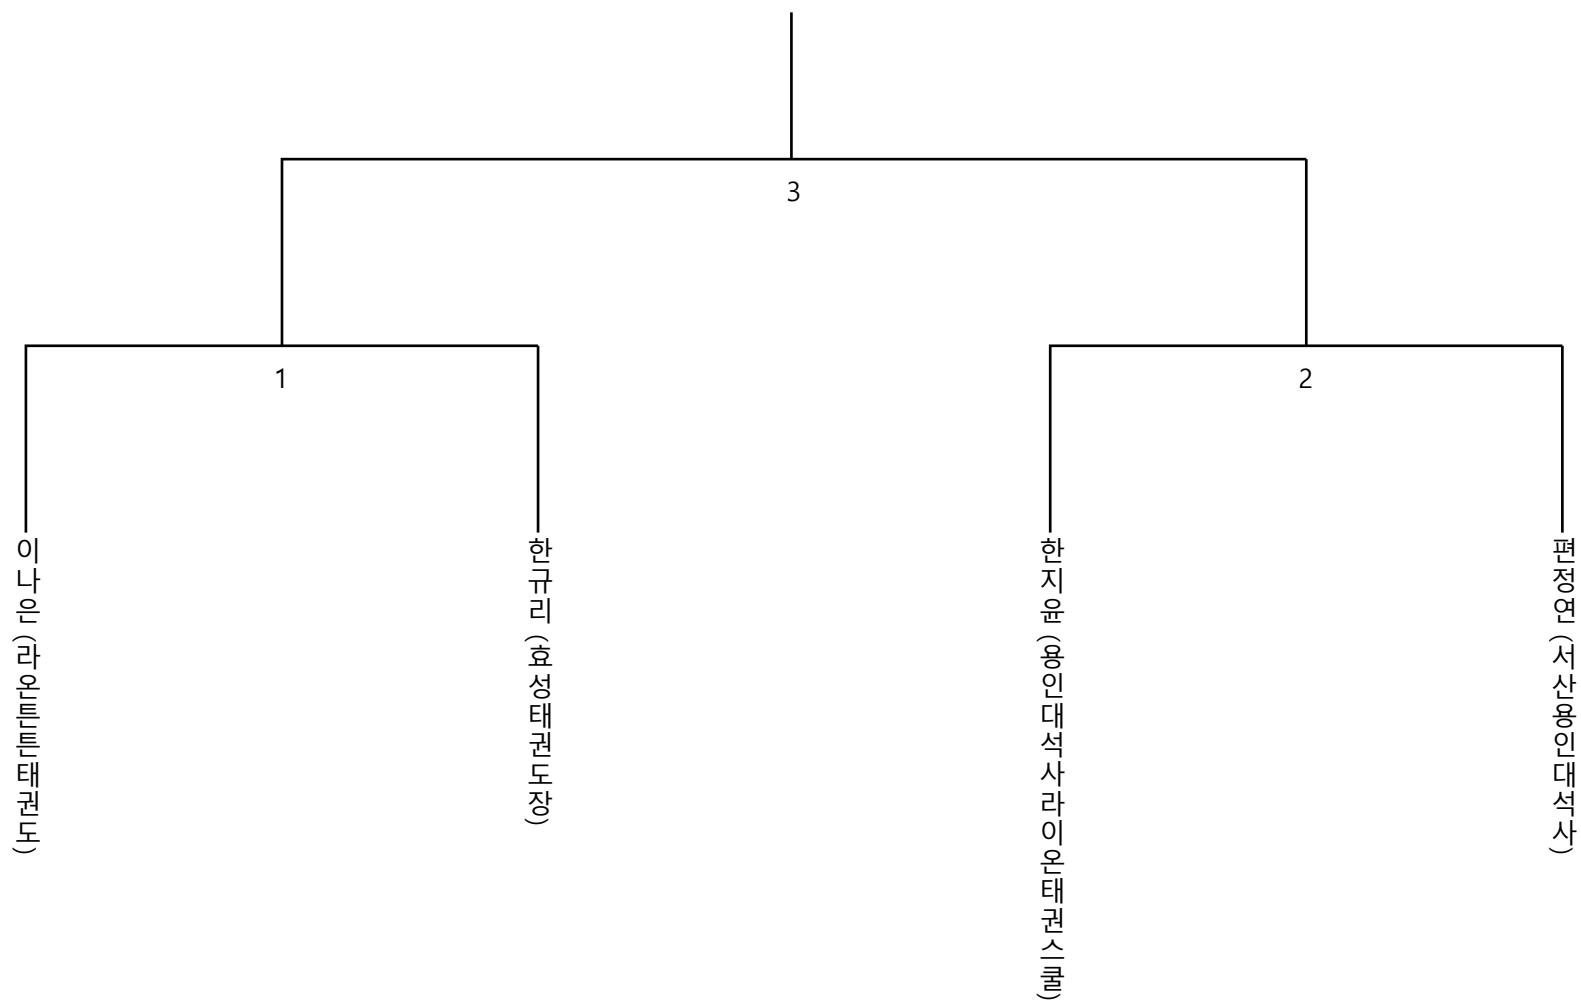 3
1
2
이나은 (라온튼튼태권도)
한규리 (효성태권도장)
한지윤 (용인대석사라이온태권스쿨)
편정연 (서산용인대석사)